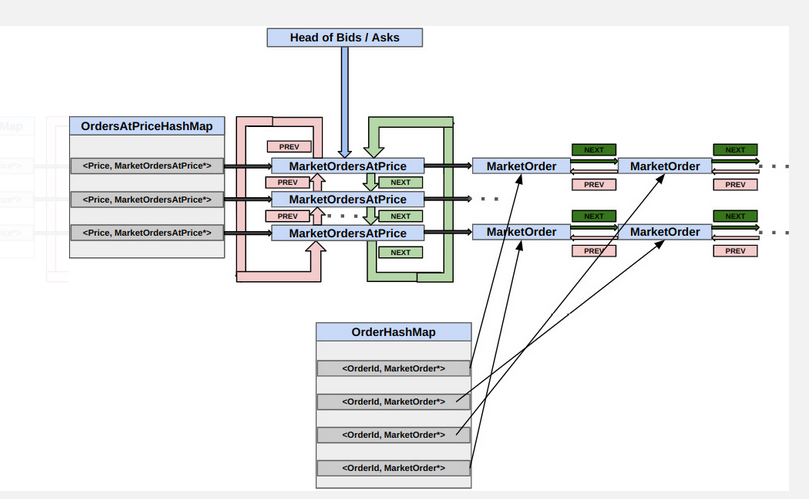 Head of Bids / Asks
Map
OrdersAtPriceHashMap
PREV
<Price, MarketOrdersAtPrice*>
MarketOrdersAtPrice
MarketOrder
NEXT
PREV
MarketOrder
NEXT
PREV
PREV
NEXT
<Price, MarketOrdersAtPrice*>
MarketOrdersAtPrice
PREV
NEXT
<Price, MarketOrdersAtPrice*>
MarketOrdersAtPrice
NEXT
MarketOrder
NEXT
PREV
MarketOrder
NEXT
PREV
OrderHashMap
<OrderId, MarketOrder*>
<OrderId, MarketOrder*>
<OrderId, MarketOrder*>
<OrderId, MarketOrder*>